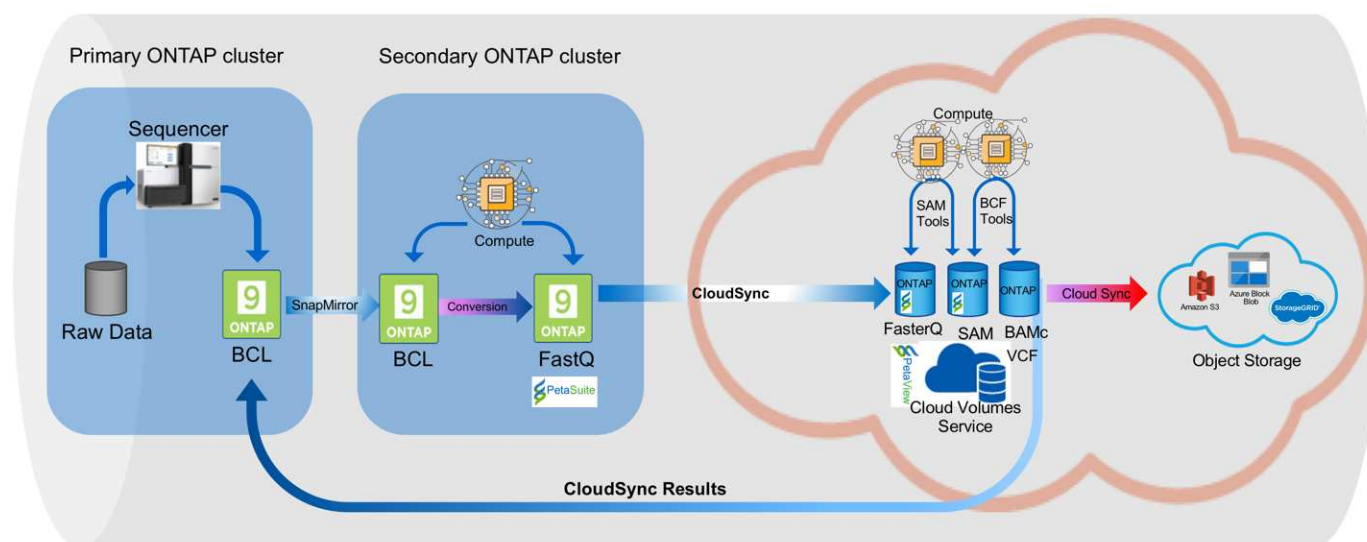 Primary ONTAP cluster
Sequencer
Raw Data
9
ONTAP
BCL
SnapMirror
Secondary ONTAP cluster
Compute
9
ONTAP
BCL
Conversion
9
ONTAP
FastQ
PetaSuite
CloudSync
Compute
SAM
Tools
BCF
Tools
ONTAP
FasterQ
ONTAP
SAM
ONTAP
BAMc
VCF
PetaView
Cloud Volumes
Service
Cloud Sync
Amazon S3
Azure Block
Blob
StorageGRID
Object Storage
CloudSync Results